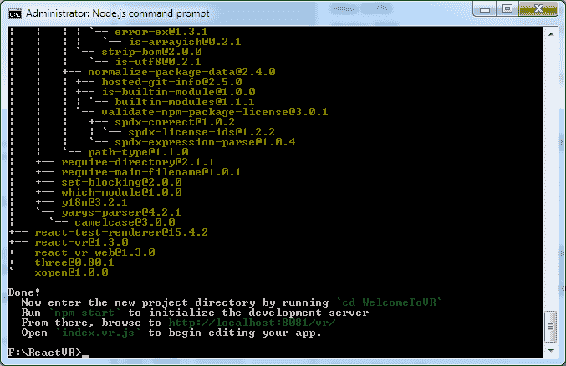 Administrator: Node.js command prompt
error-ex@1.3.1
`-- is-arrayish@0.2.1
`-- strip-bom@2.0.0
`-- is-utf8@0.2.1
+-- normalize-package-data@2.4.0
+-- hosted-git-info@2.5.0
+-- is-builtin-module@1.0.0
`-- builtin-modules@1.1.1
`-- validate-npm-package-license@3.0.1
+-- spdx-correct@1.0.2
`-- spdx-license-ids@1.2.2
`-- spdx-expression-parse@1.0.4
`-- path-type@1.1.0
+-- require-directory@2.1.1
+-- require-main-filename@1.0.1
+-- set-blocking@2.0.0
+-- which-module@1.0.0
+-- y18n@3.2.1
`-- yargs-parser@4.2.1
`-- camelcase@3.0.0
+-- react-test-renderer@15.4.2
+-- react-vr@1.3.0
react-vr-web@1.3.0
three@0.80.1
xopen@1.0.0
Done!
Now enter the new project directory by running `cd WelcomeToVR`
Run `npm start` to initialize the development server
From there, browse to http://localhost:8081/vr/
Open `index.vr.js` to begin editing your app.
F:\ReactVR>